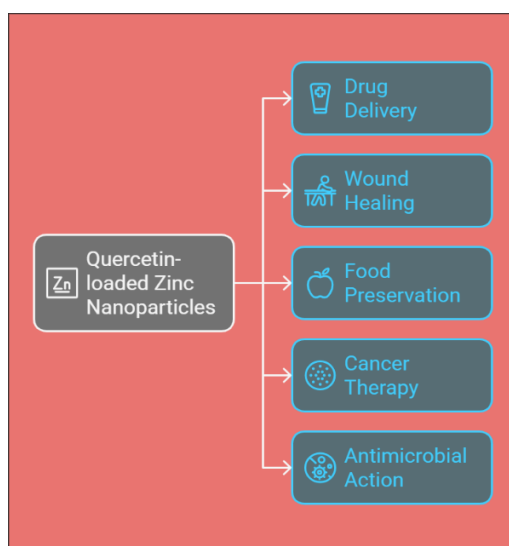 Quercetin-
loaded Zinc
Nanoparticles
Zn
Drug
Delivery
Wound
Healing
Food
Preservation
Cancer
Therapy
Antimicrobial
Action